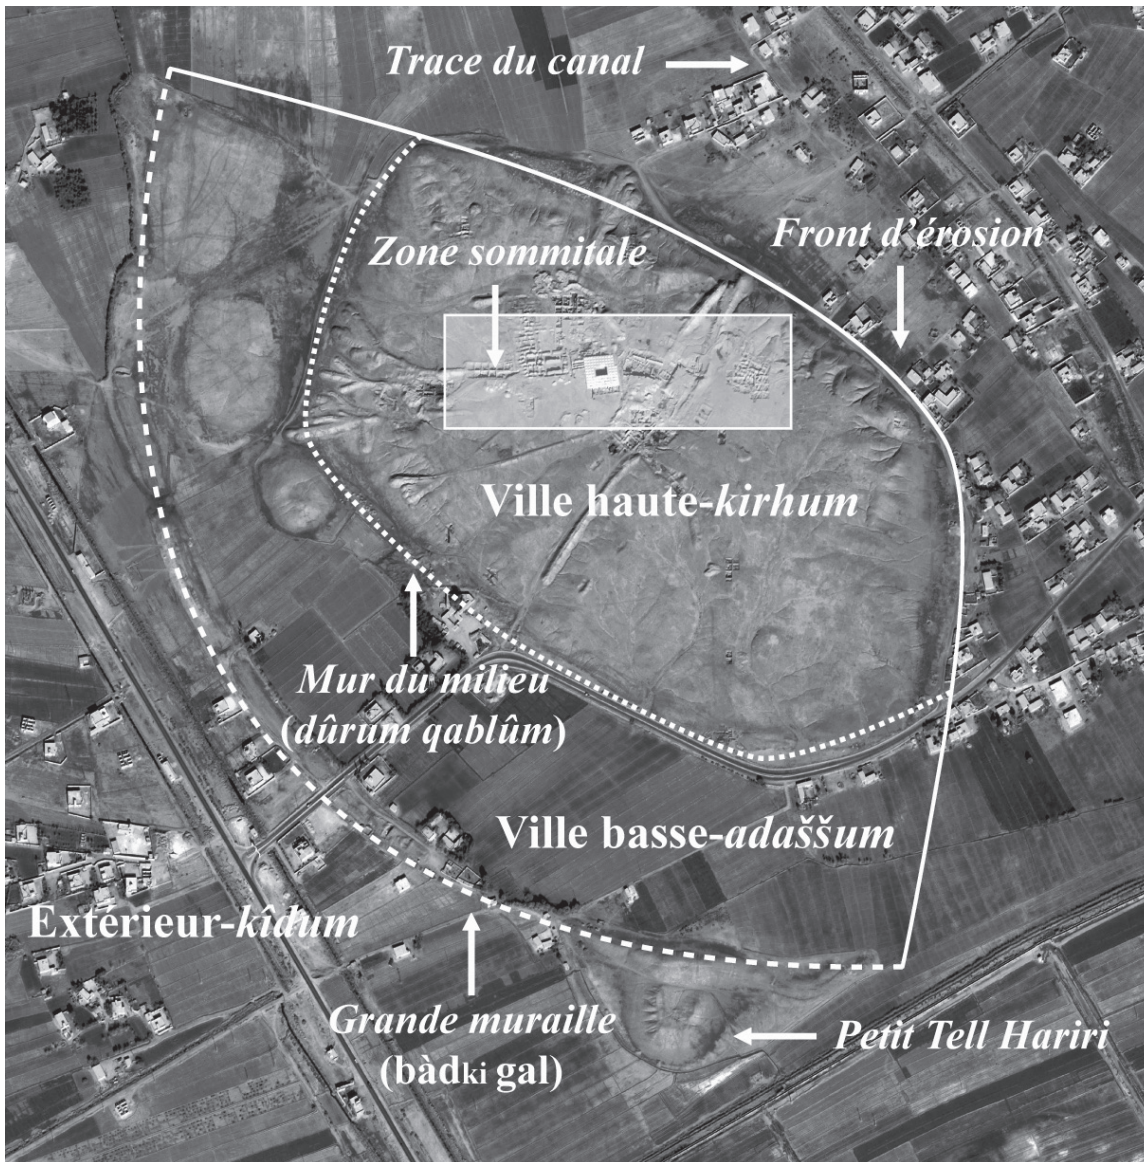 Trace du canal
Front d'érosion
Zone sommitale
Ville haute-kirhum
Mur du milieu
(dûrum qablûm)
Ville basse-adaššum
Extérieur-kîdum
Grande muraille
(bàdki gal)
Petit Tell Hariri